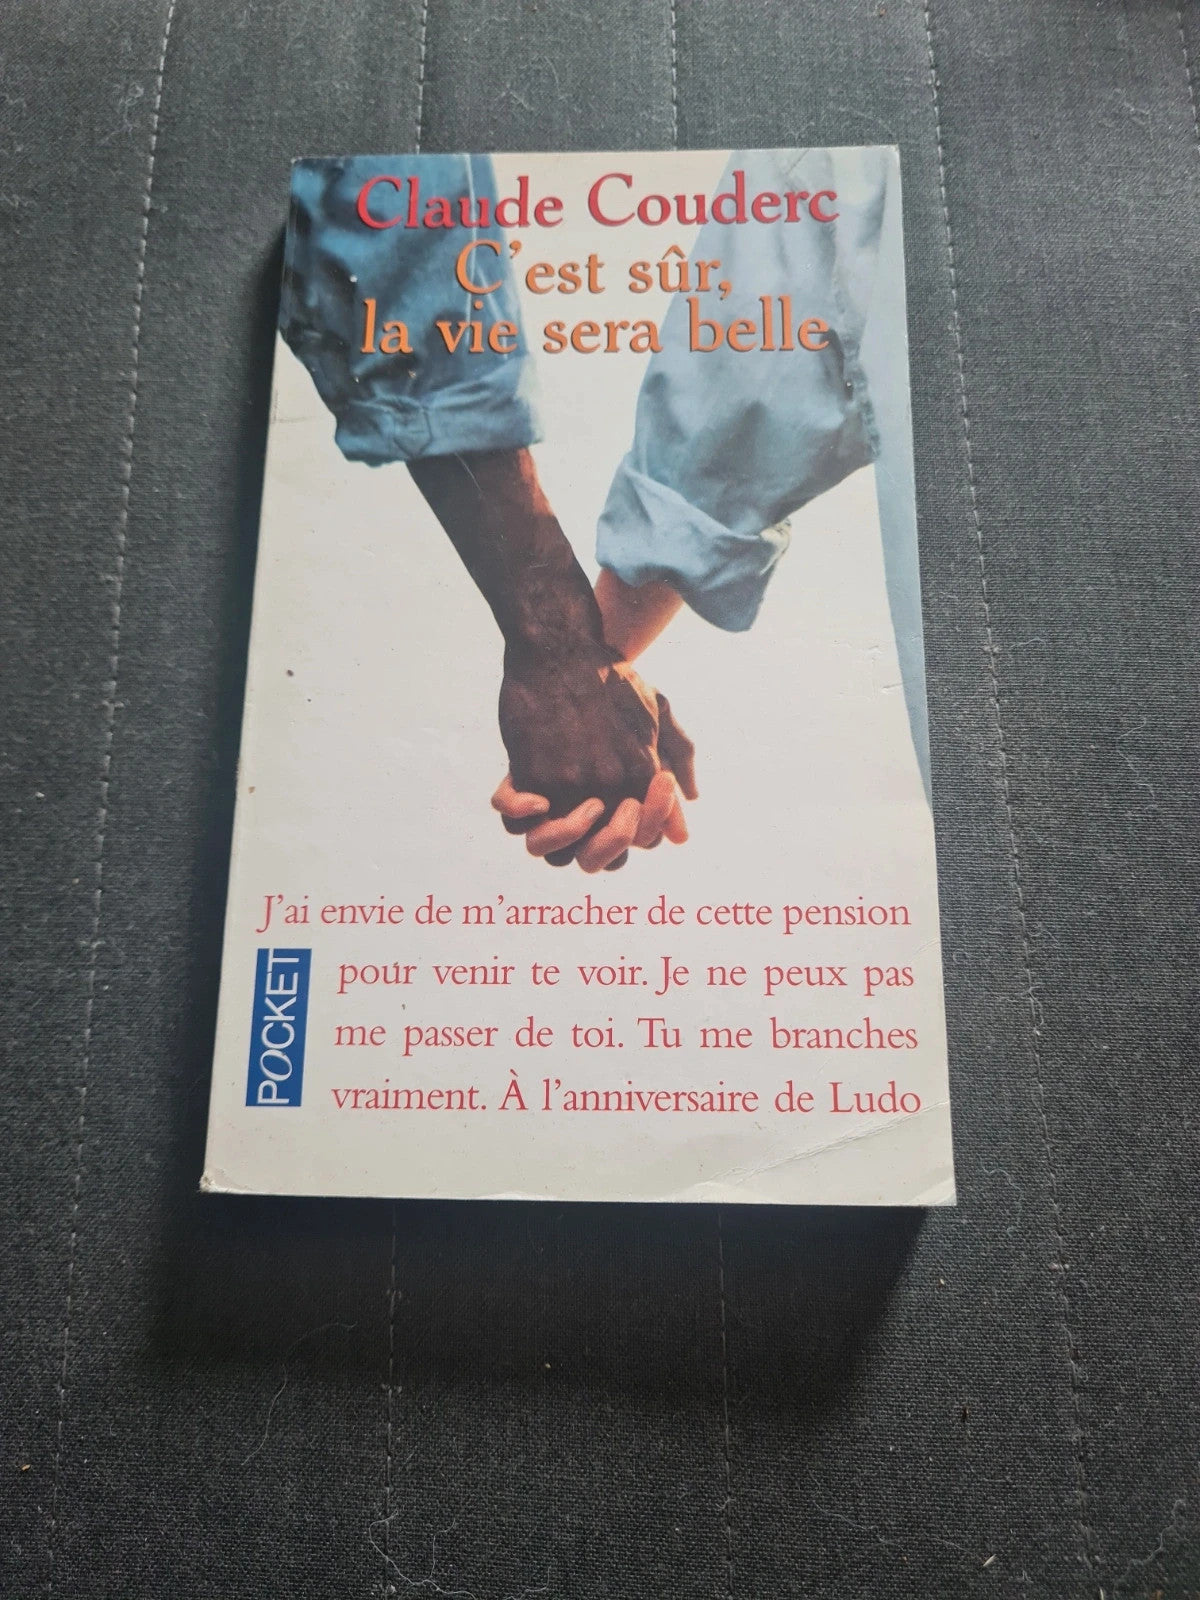 Claude Couderc
C'est sûr,
la vie sera belle
J'ai envie de m'arracher de cette pension
pour venir te voir. Je ne peux pas
me passer de toi. Tu me branches
vraiment. À l'anniversaire de Ludo
POCKET